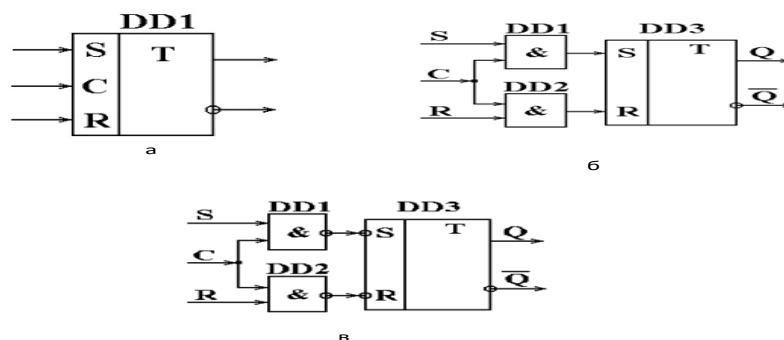 DD1
S T
C
R
а
DD1 DD3
S & S T Q
C
DD2
R & R Q̅
б
DD1 DD3
S & S T Q
C
DD2
R & R Q̅
в